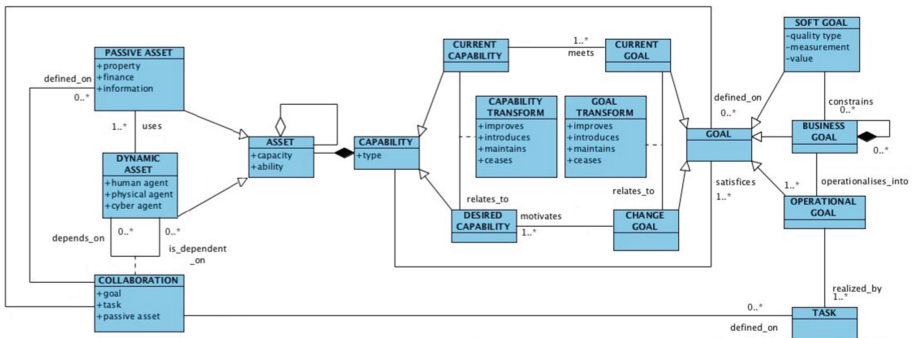 SOFT GOAL
-quality type
-measurement
-value
PASSIVE ASSET
+property
+finance
+information
CURRENT
CAPABILITY
1..*
meets
CURRENT
GOAL
defined_on
0..*
defined_on
0..*
constrains
0..*
CAPABILITY
TRANSFORM
+improves
+introduces
+maintains
+ceases
GOAL
TRANSFORM
+improves
+introduces
+maintains
+ceases
1..*
uses
ASSET
+capacity
+ability
CAPABILITY
+type
GOAL
BUSINESS
GOAL
0..*
DYNAMIC
ASSET
+human agent
+physical agent
+cyber agent
satisfices
1..*
1..*
operationalises_into
relates_to
relates_to
OPERATIONAL
GOAL
DESIRED
CAPABILITY
motivates
1..*
CHANGE
GOAL
depends_on
0..*
0..*
is_dependent
_on
COLLABORATION
+goal
+task
+passive asset
realized_by
1..*
0..*
defined_on
TASK